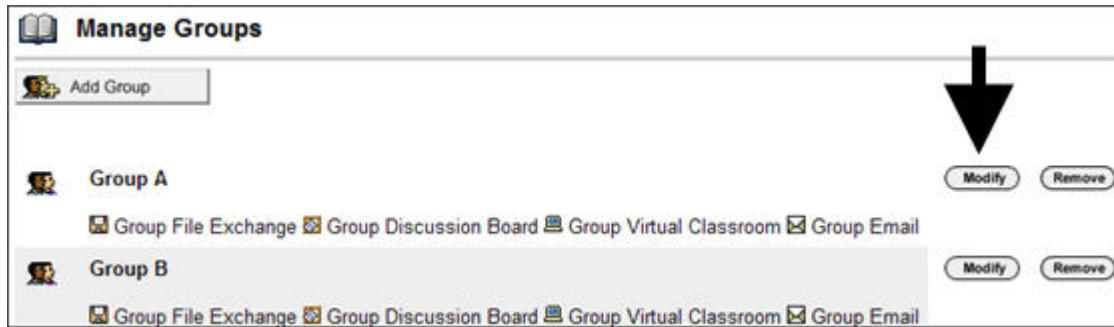 Manage Groups
Add Group
Group A Modify Remove
Group File Exchange Group Discussion Board Group Virtual Classroom Group Email
Group B Modify Remove
Group File Exchange Group Discussion Board Group Virtual Classroom Group Email